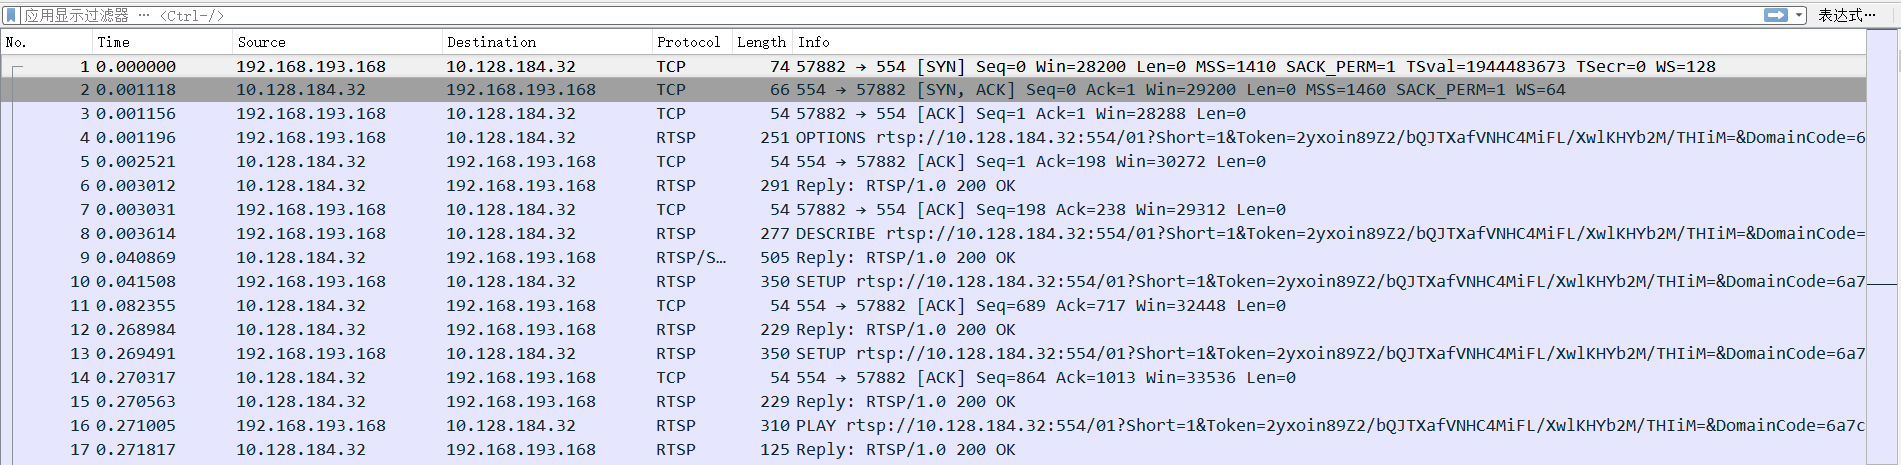 应用显示过滤器 … <Ctrl-/> 表达式…
No. Time Source Destination Protocol Length Info
1 0.000000 192.168.193.168 10.128.184.32 TCP 74 57882 → 554 [SYN] Seq=0 Win=28200 Len=0 MSS=1410 SACK_PERM=1 TSval=1944483673 TSecr=0 WS=128
2 0.001118 10.128.184.32 192.168.193.168 TCP 66 554 → 57882 [SYN, ACK] Seq=0 Ack=1 Win=29200 Len=0 MSS=1460 SACK_PERM=1 WS=64
3 0.001156 192.168.193.168 10.128.184.32 TCP 54 57882 → 554 [ACK] Seq=1 Ack=1 Win=28288 Len=0
4 0.001196 192.168.193.168 10.128.184.32 RTSP 251 OPTIONS rtsp://10.128.184.32:554/01?Short=1&Token=2yxoin89Z2/bQJTXafVNHC4MiFL/XwlKHYb2M/THIiM=&DomainCode=6
5 0.002521 10.128.184.32 192.168.193.168 TCP 54 554 → 57882 [ACK] Seq=1 Ack=198 Win=30272 Len=0
6 0.003012 10.128.184.32 192.168.193.168 RTSP 291 Reply: RTSP/1.0 200 OK
7 0.003031 192.168.193.168 10.128.184.32 TCP 54 57882 → 554 [ACK] Seq=198 Ack=238 Win=29312 Len=0
8 0.003614 192.168.193.168 10.128.184.32 RTSP 277 DESCRIBE rtsp://10.128.184.32:554/01?Short=1&Token=2yxoin89Z2/bQJTXafVNHC4MiFL/XwlKHYb2M/THIiM=&DomainCode=
9 0.040869 10.128.184.32 192.168.193.168 RTSP/S… 505 Reply: RTSP/1.0 200 OK
10 0.041508 192.168.193.168 10.128.184.32 RTSP 350 SETUP rtsp://10.128.184.32:554/01?Short=1&Token=2yxoin89Z2/bQJTXafVNHC4MiFL/XwlKHYb2M/THIiM=&DomainCode=6a7
11 0.082355 10.128.184.32 192.168.193.168 TCP 54 554 → 57882 [ACK] Seq=689 Ack=717 Win=32448 Len=0
12 0.268984 10.128.184.32 192.168.193.168 RTSP 229 Reply: RTSP/1.0 200 OK
13 0.269491 192.168.193.168 10.128.184.32 RTSP 350 SETUP rtsp://10.128.184.32:554/01?Short=1&Token=2yxoin89Z2/bQJTXafVNHC4MiFL/XwlKHYb2M/THIiM=&DomainCode=6a7
14 0.270317 10.128.184.32 192.168.193.168 TCP 54 554 → 57882 [ACK] Seq=864 Ack=1013 Win=33536 Len=0
15 0.270563 10.128.184.32 192.168.193.168 RTSP 229 Reply: RTSP/1.0 200 OK
16 0.271005 192.168.193.168 10.128.184.32 RTSP 310 PLAY rtsp://10.128.184.32:554/01?Short=1&Token=2yxoin89Z2/bQJTXafVNHC4MiFL/XwlKHYb2M/THIiM=&DomainCode=6a7c
17 0.271817 10.128.184.32 192.168.193.168 RTSP 125 Reply: RTSP/1.0 200 OK